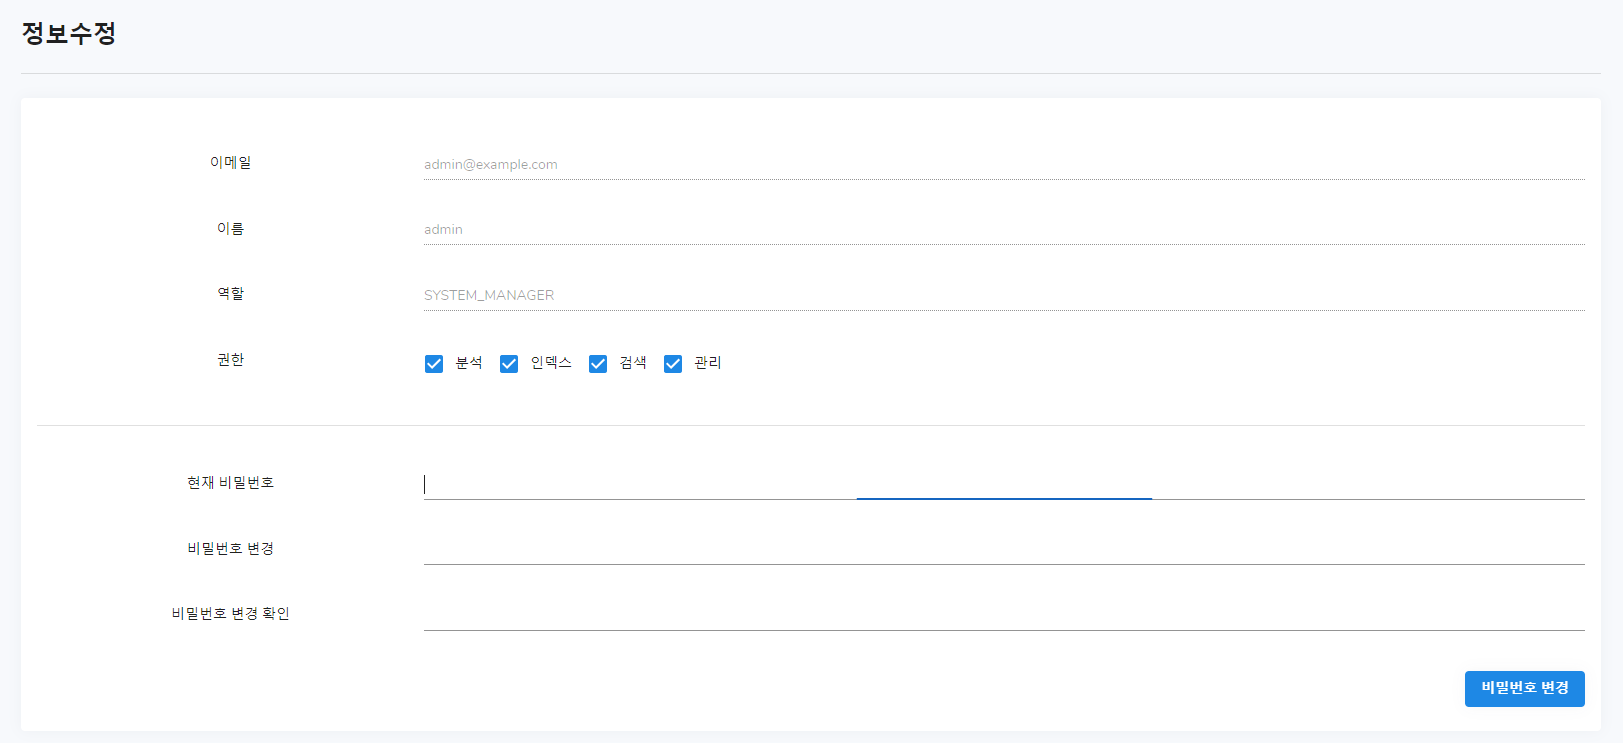 정보수정
이메일 admin@example.com
이름 admin
역할 SYSTEM_MANAGER
권한 분석 인덱스 검색 관리
현재 비밀번호
비밀번호 변경
비밀번호 변경 확인
비밀번호 변경